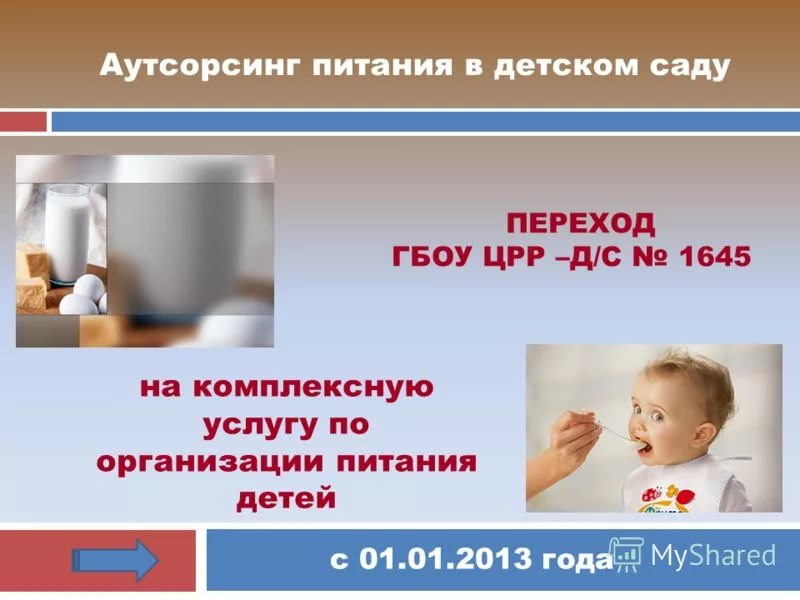 Аутсорсинг питания в детском саду
ПЕРЕХОД
ГБОУ ЦРР –Д/С № 1645
на комплексную
услугу по
организации питания
детей
с 01.01.2013 года
MyShared